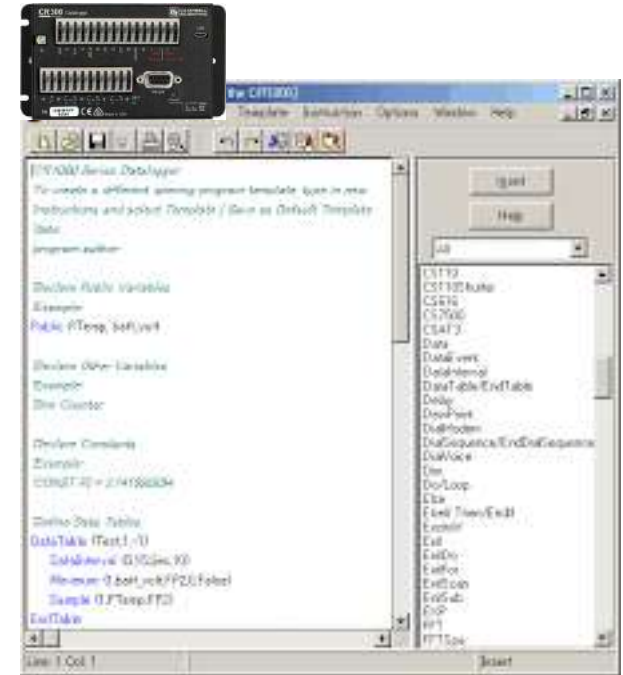 CR300
the CR1000)
Template Instruction Options Window Help
'CR1000 Series Datalogger
'To create a different opening program template, type in new
'instructions and select Template | Save as Default Template
'date:
'program author:
'Declare Public Variables
'Example:
Public PTemp, batt_volt
'Declare Other Variables
'Example:
'Dim Counter
'Declare Constants
'Example:
'CONST PI =
'Define Data Tables
DataTable (Test,1,-1)
DataInterval (0,10,Sec,10)
Minimum (1,batt_volt,FP2,0,False)
Sample (1,PTemp,FP2)
EndTable
Insert
Help
All
CS110
CS110Shutter
CS616
CS7500
CSAT3
Data
DataEvent
DataInterval
DataTable/EndTable
Delay
DewPoint
DialModem
DialSequence/EndDialSequence
DialVoice
Dim
Do/Loop
Else
ElseIf Then/EndIf
Exit
ExitDo
ExitFor
ExitScan
ExitSub
EXP
FFT
FFTSpa
Line: 1 Col: 1
Insert